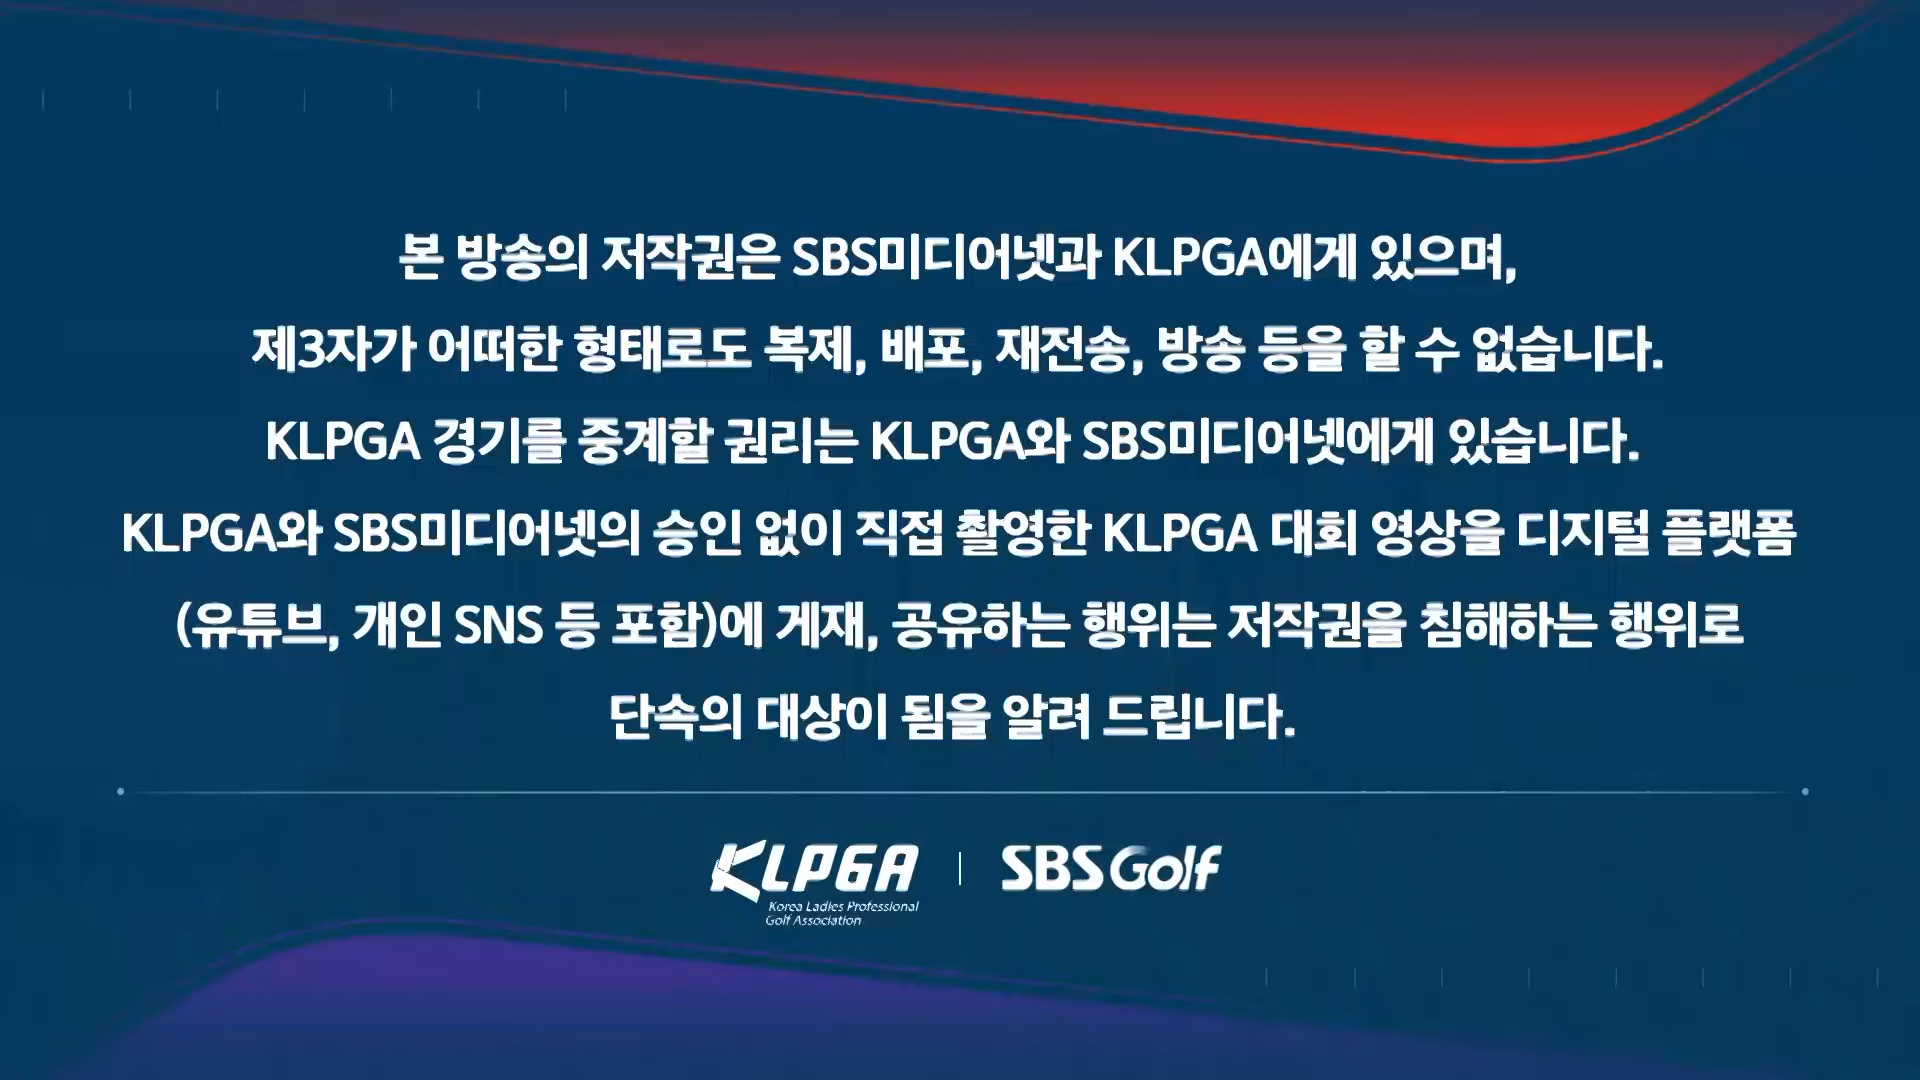 본 방송의 저작권은 SBS미디어넷과 KLPGA에게 있으며,
제3자가 어떠한 형태로도 복제, 배포, 재전송, 방송 등을 할 수 없습니다.
KLPGA 경기를 중계할 권리는 KLPGA와 SBS미디어넷에게 있습니다.
KLPGA와 SBS미디어넷의 승인 없이 직접 촬영한 KLPGA 대회 영상을 디지털 플랫폼
(유튜브, 개인 SNS 등 포함)에 게재, 공유하는 행위는 저작권을 침해하는 행위로
단속의 대상이 됨을 알려 드립니다.
KLPGA
Korea Ladies Professional
Golf Association
SBS Golf